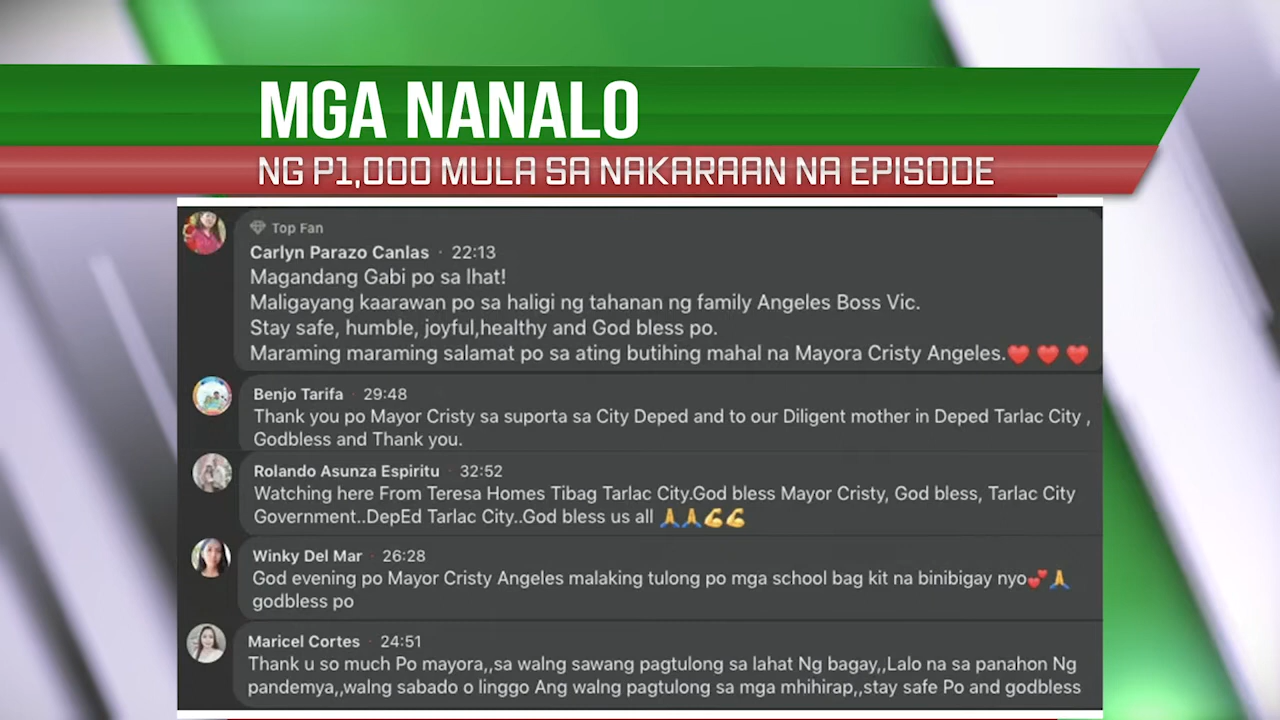 MGA NANALO
NG P1,000 MULA SA NAKARAAN NA EPISODE
Top Fan
Carlyn Parazo Canlas · 22:13
Magandang Gabi po sa lhat!
Maligayang kaarawan po sa haligi ng tahanan ng family Angeles Boss Vic.
Stay safe, humble, joyful,healthy and God bless po.
Maraming maraming salamat po sa ating butihing mahal na Mayora Cristy Angeles.❤️ ❤️ ❤️
Benjo Tarifa · 29:48
Thank you po Mayor Cristy sa suporta sa City Deped and to our Diligent mother in Deped Tarlac City ,
Godbless and Thank you.
Rolando Asunza Espiritu · 32:52
Watching here From Teresa Homes Tibag Tarlac City.God bless Mayor Cristy, God bless, Tarlac City
Government..DepEd Tarlac City..God bless us all 🙏🙏💪💪
Winky Del Mar · 26:28
God evening po Mayor Cristy Angeles malaking tulong po mga school bag kit na binibigay nyo💕🙏
godbless po
Maricel Cortes · 24:51
Thank u so much Po mayora,,sa walng sawang pagtulong sa lahat Ng bagay,,Lalo na sa panahon Ng
pandemya,,walng sabado o linggo Ang walng pagtulong sa mga mhihirap,,stay safe Po and godbless